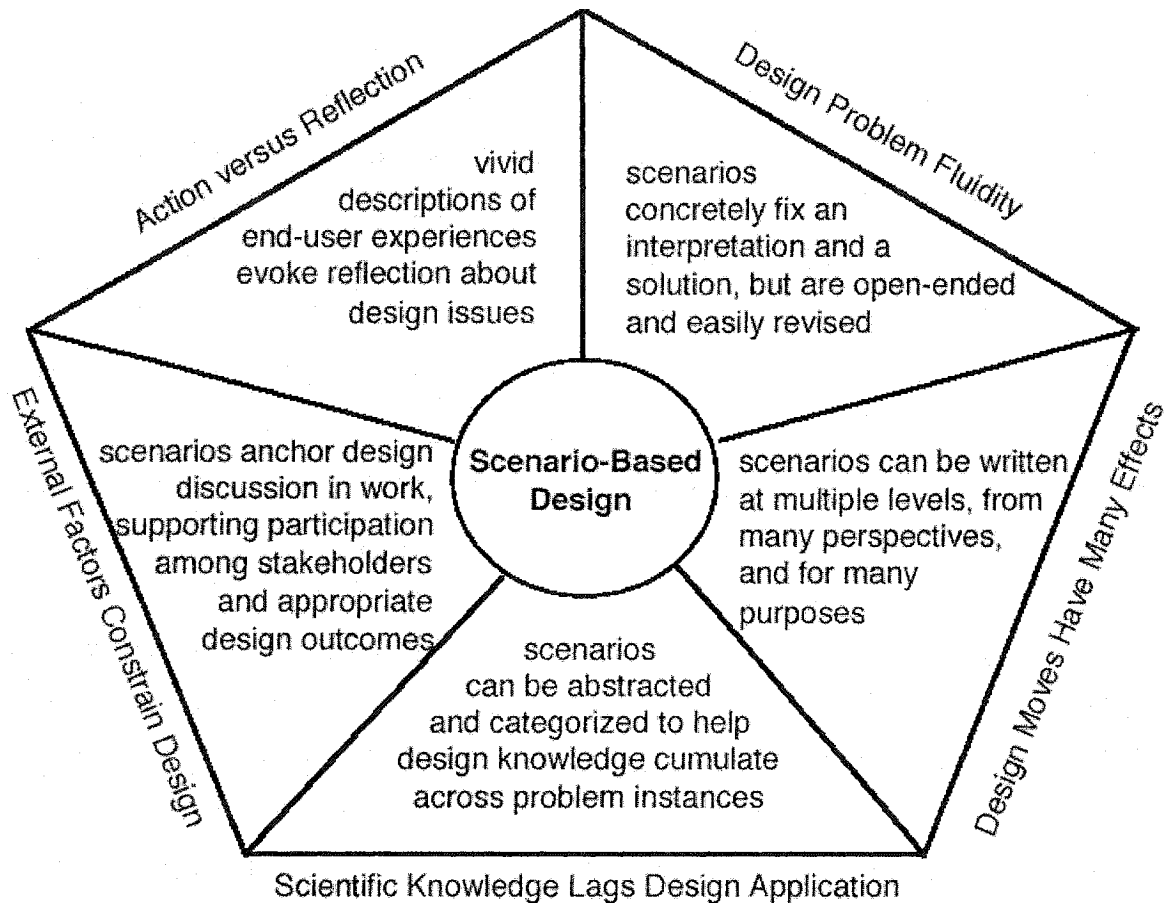 Action versus Reflection
vivid
descriptions of
end-user experiences
evoke reflection about
design issues
Design Problem Fluidity
scenarios
concretely fix an
interpretation and a
solution, but are open-ended
and easily revised
External Factors Constrain Design
scenarios anchor design
discussion in work,
supporting participation
among stakeholders
and appropriate
design outcomes
Scenario-Based
Design
scenarios can be written
at multiple levels, from
many perspectives,
and for many
purposes
Design Moves Have Many Effects
scenarios
can be abstracted
and categorized to help
design knowledge cumulate
across problem instances
Scientific Knowledge Lags Design Application